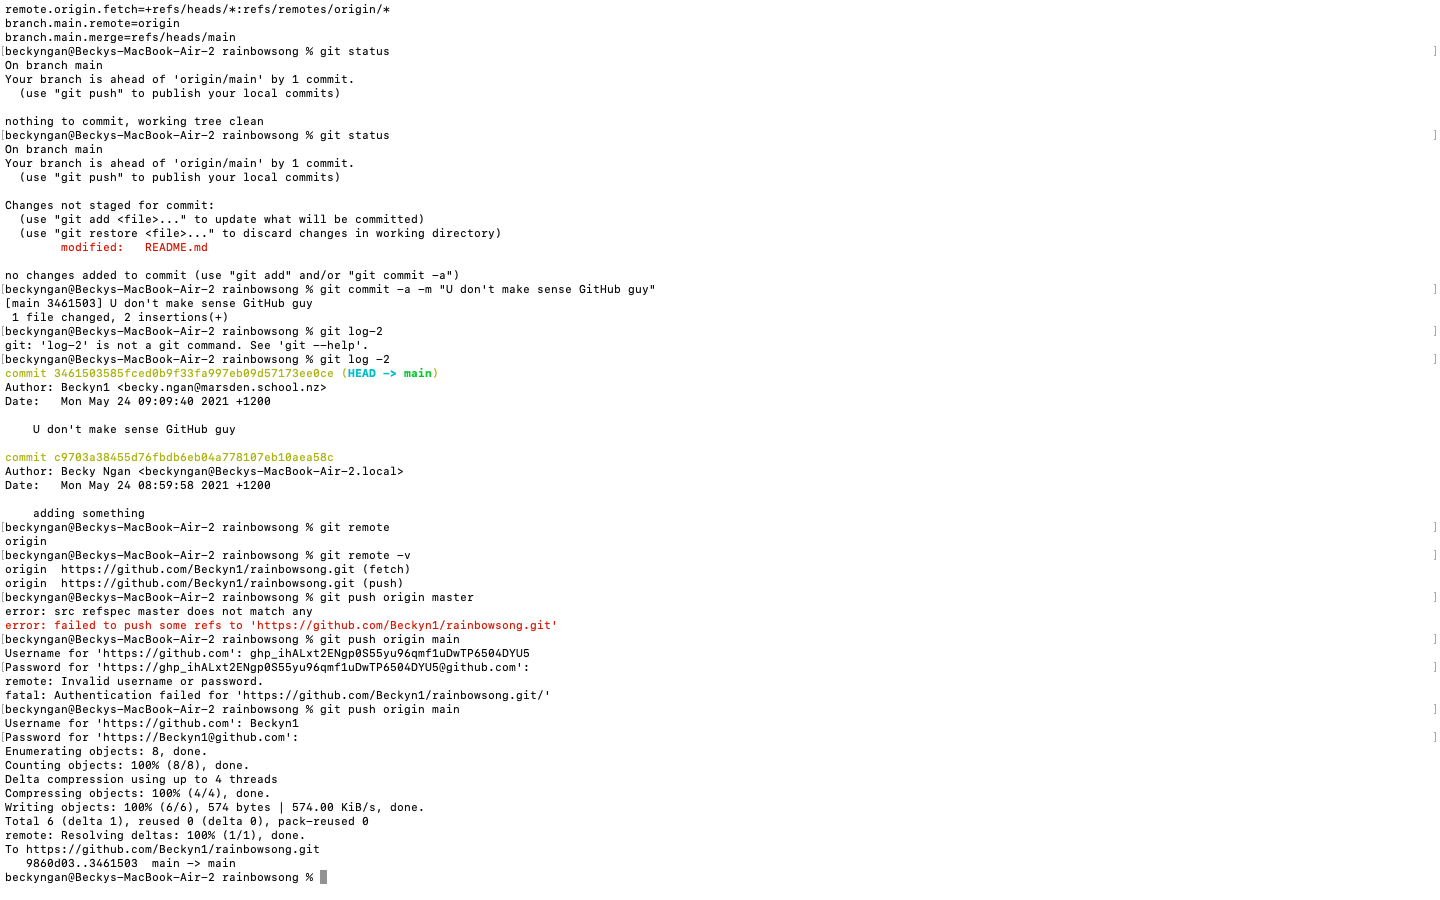 remote.origin.fetch=+refs/heads/*:refs/remotes/origin/*
branch.main.remote=origin
branch.main.merge=refs/heads/main
[beckyngan@Beckys-MacBook-Air-2 rainbowsong % git status ]
On branch main
Your branch is ahead of 'origin/main' by 1 commit.
  (use "git push" to publish your local commits)

nothing to commit, working tree clean
[beckyngan@Beckys-MacBook-Air-2 rainbowsong % git status ]
On branch main
Your branch is ahead of 'origin/main' by 1 commit.
  (use "git push" to publish your local commits)

Changes not staged for commit:
  (use "git add <file>..." to update what will be committed)
  (use "git restore <file>..." to discard changes in working directory)
        modified:   README.md

no changes added to commit (use "git add" and/or "git commit -a")
[beckyngan@Beckys-MacBook-Air-2 rainbowsong % git commit -a -m "U don't make sense GitHub guy" ]
[main 3461503] U don't make sense GitHub guy
 1 file changed, 2 insertions(+)
[beckyngan@Beckys-MacBook-Air-2 rainbowsong % git log-2 ]
git: 'log-2' is not a git command. See 'git --help'.
[beckyngan@Beckys-MacBook-Air-2 rainbowsong % git log -2 ]
commit 3461503585fced0b9f33fa997eb09d57173ee0ce (HEAD -> main)
Author: Beckyn1 <becky.ngan@marsden.school.nz>
Date:   Mon May 24 09:09:40 2021 +1200

    U don't make sense GitHub guy

commit c9703a38455d76fbdb6eb04a778107eb10aea58c
Author: Becky Ngan <beckyngan@Beckys-MacBook-Air-2.local>
Date:   Mon May 24 08:59:58 2021 +1200

    adding something
[beckyngan@Beckys-MacBook-Air-2 rainbowsong % git remote ]
origin
[beckyngan@Beckys-MacBook-Air-2 rainbowsong % git remote -v ]
origin  https://github.com/Beckyn1/rainbowsong.git (fetch)
origin  https://github.com/Beckyn1/rainbowsong.git (push)
[beckyngan@Beckys-MacBook-Air-2 rainbowsong % git push origin master ]
error: src refspec master does not match any
error: failed to push some refs to 'https://github.com/Beckyn1/rainbowsong.git'
[beckyngan@Beckys-MacBook-Air-2 rainbowsong % git push origin main ]
Username for 'https://github.com': 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
[Password for 'https://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@github.com': ]
remote: Invalid username or password.
fatal: Authentication failed for 'https://github.com/Beckyn1/rainbowsong.git/'
[beckyngan@Beckys-MacBook-Air-2 rainbowsong % git push origin main ]
Username for 'https://github.com': Beckyn1
[Password for 'https://Beckyn1@github.com': ]
Enumerating objects: 8, done.
Counting objects: 100% (8/8), done.
Delta compression using up to 4 threads
Compressing objects: 100% (4/4), done.
Writing objects: 100% (6/6), 574 bytes | 574.00 KiB/s, done.
Total 6 (delta 1), reused 0 (delta 0), pack-reused 0
remote: Resolving deltas: 100% (1/1), done.
To https://github.com/Beckyn1/rainbowsong.git
   9860d03..3461503  main -> main
beckyngan@Beckys-MacBook-Air-2 rainbowsong %